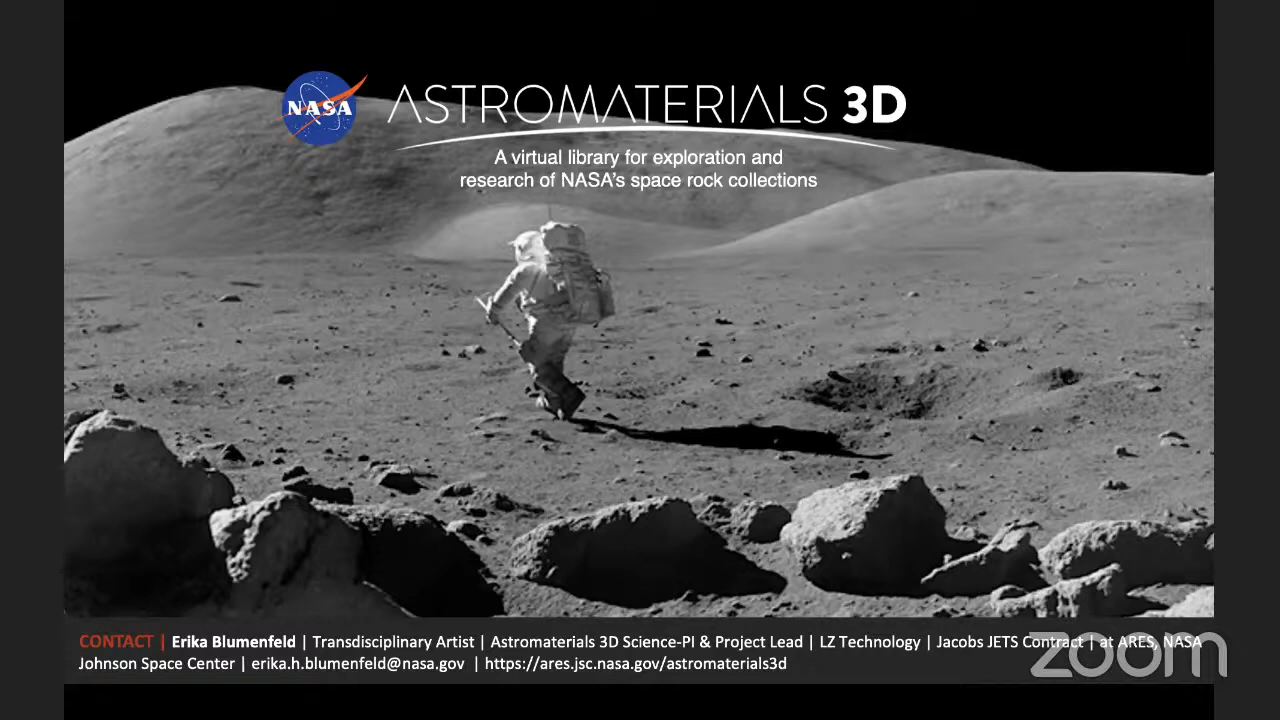 NASA
ASTROMATERIALS 3D
A virtual library for exploration and
research of NASA's space rock collections
CONTACT | Erika Blumenfeld | Transdisciplinary Artist | Astromaterials 3D Science-PI & Project Lead | LZ Technology | Jacobs JETS Contract | at ARES, NASA
Johnson Space Center | erika.h.blumenfeld@nasa.gov | https://ares.jsc.nasa.gov/astromaterials3d
zoom